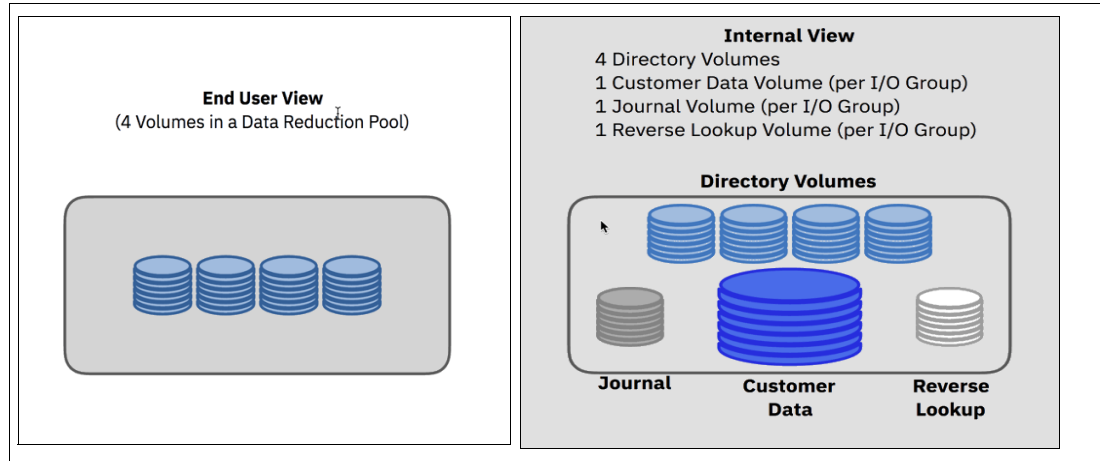 End User View
(4 Volumes in a Data Reduction Pool)
Internal View
4 Directory Volumes
1 Customer Data Volume (per I/O Group)
1 Journal Volume (per I/O Group)
1 Reverse Lookup Volume (per I/O Group)
Directory Volumes
Journal
Customer
Data
Reverse
Lookup